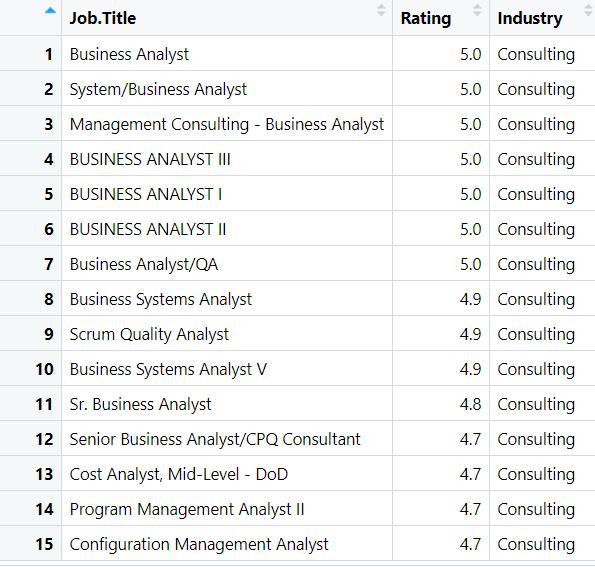 Job.Title Rating Industry
1 Business Analyst 5.0 Consulting
2 System/Business Analyst 5.0 Consulting
3 Management Consulting - Business Analyst 5.0 Consulting
4 BUSINESS ANALYST III 5.0 Consulting
5 BUSINESS ANALYST I 5.0 Consulting
6 BUSINESS ANALYST II 5.0 Consulting
7 Business Analyst/QA 5.0 Consulting
8 Business Systems Analyst 4.9 Consulting
9 Scrum Quality Analyst 4.9 Consulting
10 Business Systems Analyst V 4.9 Consulting
11 Sr. Business Analyst 4.8 Consulting
12 Senior Business Analyst/CPQ Consultant 4.7 Consulting
13 Cost Analyst, Mid-Level - DoD 4.7 Consulting
14 Program Management Analyst II 4.7 Consulting
15 Configuration Management Analyst 4.7 Consulting